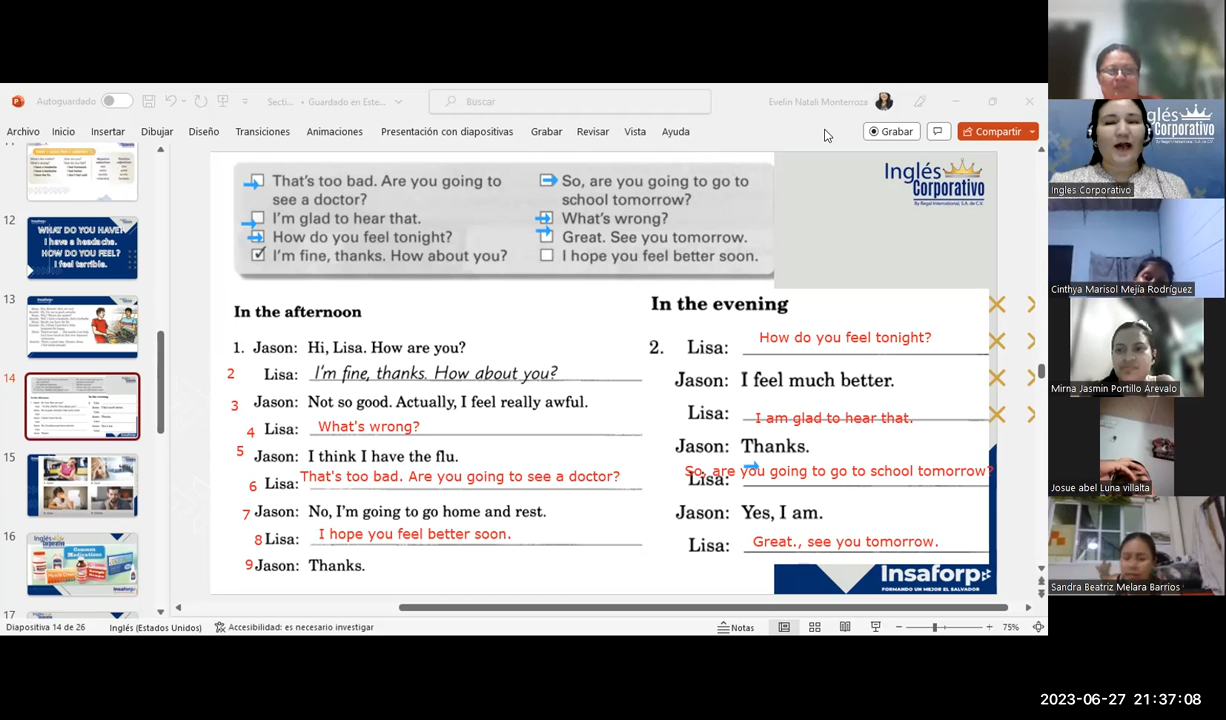 Autoguardado
Secti... • Guardado en Este...
Buscar
Evelin Natali Monterroza
Archivo Inicio Insertar Dibujar Diseño Transiciones Animaciones Presentación con diapositivas Grabar Revisar Vista Ayuda
Grabar
Compartir
12
WHAT DO YOU HAVE?
I have a headache.
HOW DO YOU FEEL?
I feel terrible.
13
14
15
16
Common
Medications
Insaforp
17
That's too bad. Are you going to
see a doctor?
I'm glad to hear that.
How do you feel tonight?
I'm fine, thanks. How about you?
So, are you going to go to
school tomorrow?
What's wrong?
Great. See you tomorrow.
I hope you feel better soon.
Inglés
Corporativo
By Regal International, S.A. de C.V.
In the afternoon
1. Jason: Hi, Lisa. How are you?
2 Lisa: I'm fine, thanks. How about you?
3 Jason: Not so good. Actually, I feel really awful.
4 Lisa: What's wrong?
5 Jason: I think I have the flu.
6 Lisa: That's too bad. Are you going to see a doctor?
7 Jason: No, I'm going to go home and rest.
8 Lisa: I hope you feel better soon.
9 Jason: Thanks.
In the evening
2. Lisa: How do you feel tonight?
Jason: I feel much better.
Lisa: I am glad to hear that.
Jason: Thanks.
Lisa: So, are you going to go to school tomorrow?
Jason: Yes, I am.
Lisa: Great., see you tomorrow.
Insaforp
FORMANDO UN MEJOR EL SALVADOR
Diapositiva 14 de 26 Inglés (Estados Unidos) Accesibilidad: es necesario investigar Notas 75%
Inglés
Corporativo
Ingles Corporativo
Cinthya Marisol Mejía Rodríguez
Mirna Jasmin Portillo Arevalo
Josue abel Luna villalta
Sandra Beatriz Melara Barrios
2023-06-27 21:37:08